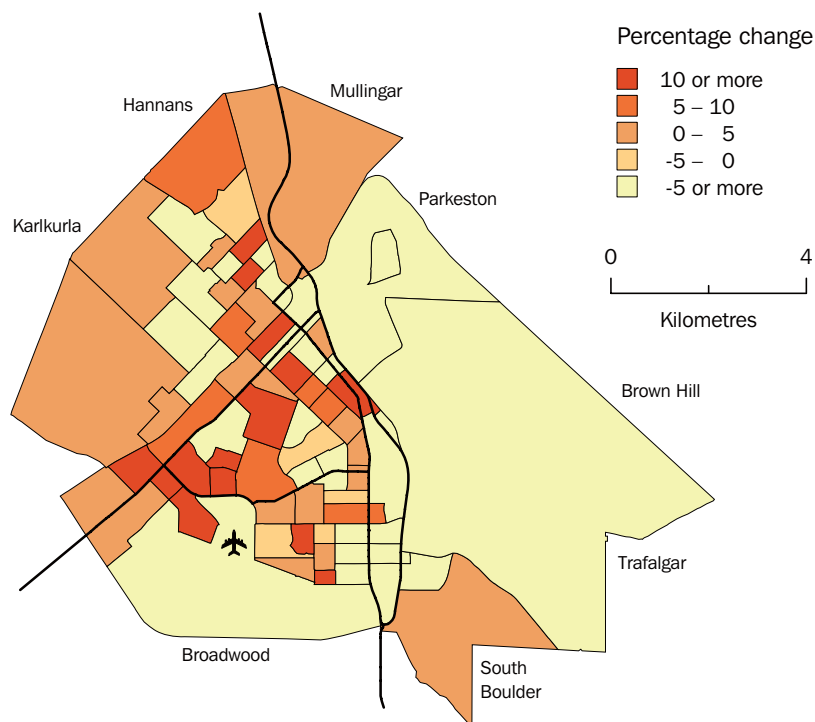 Percentage change
10 or more
5 – 10
0 – 5
-5 – 0
-5 or more
0 4
Kilometres
Mullingar
Hannans
Parkeston
Karlkurla
Brown Hill
Trafalgar
Broadwood
South
Boulder